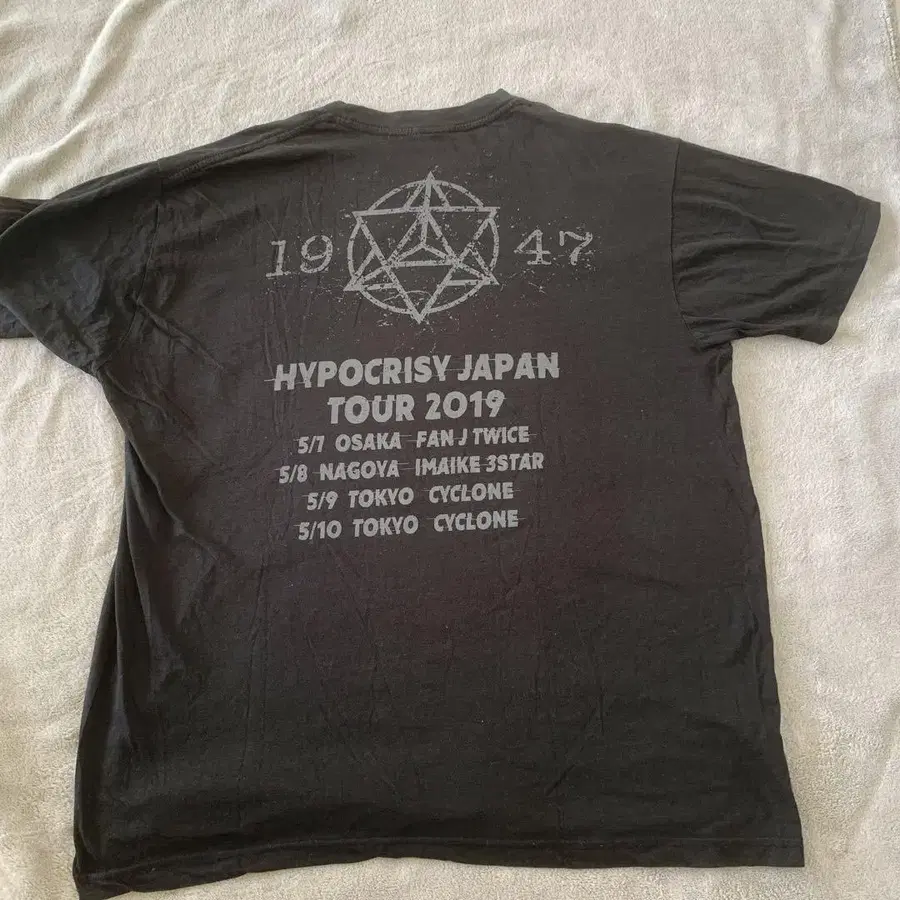 19 47
HYPOCRISY JAPAN
TOUR 2019
5/7 OSAKA FAN J TWICE
5/8 NAGOYA IMAIKE 3STAR
5/9 TOKYO CYCLONE
5/10 TOKYO CYCLONE